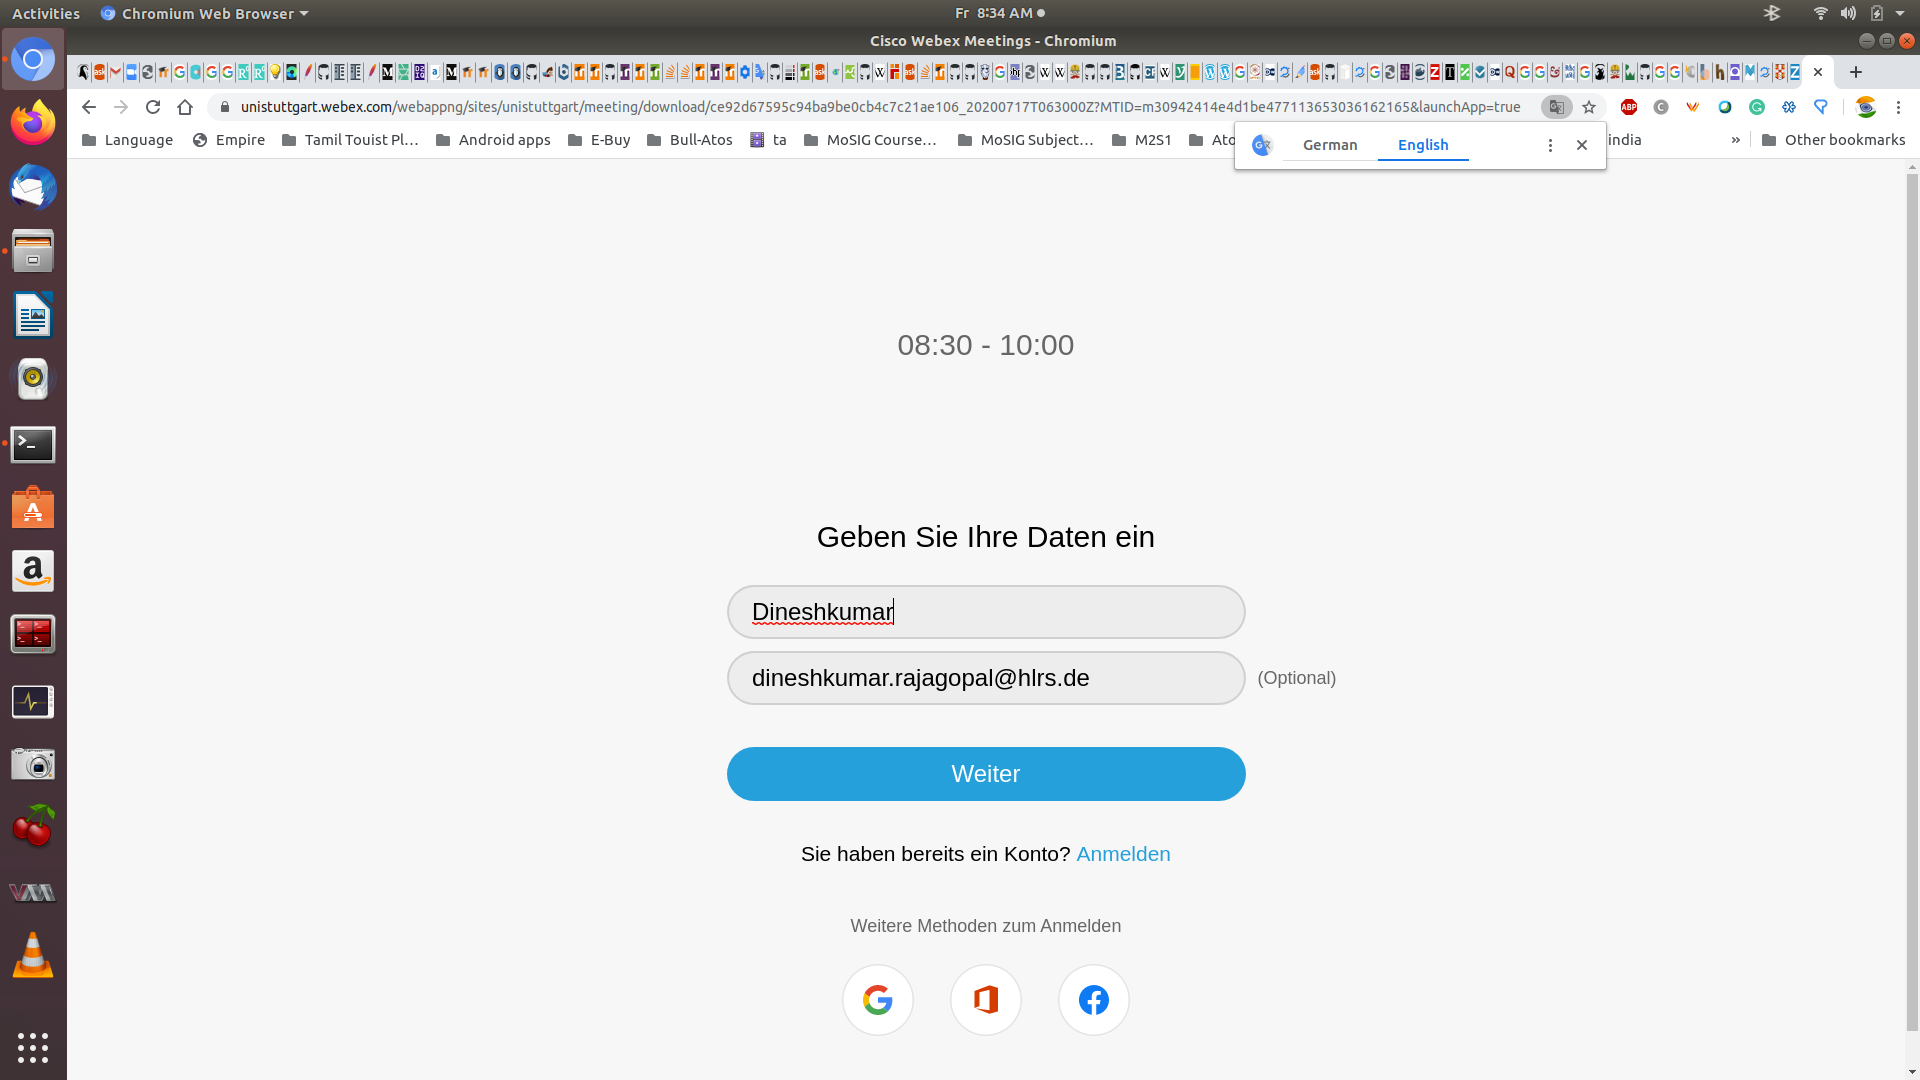 Activities Chromium Web Browser Fr 8:34 AM
Cisco Webex Meetings - Chromium
unistuttgart.webex.com/webappng/sites/unistuttgart/meeting/download/ce92d67595c94ba9be0cb4c7c21ae106_20200717T063000Z?MTID=m30942414e4d1be477113653036162165&launchApp=true
Language Empire Tamil Touist Pl... Android apps E-Buy Bull-Atos ta MoSIG Course... MoSIG Subject... M2S1 Ato india » Other bookmarks
German English
08:30 - 10:00
Geben Sie Ihre Daten ein
Dineshkumar
dineshkumar.rajagopal@hlrs.de (Optional)
Weiter
Sie haben bereits ein Konto? Anmelden
Weitere Methoden zum Anmelden